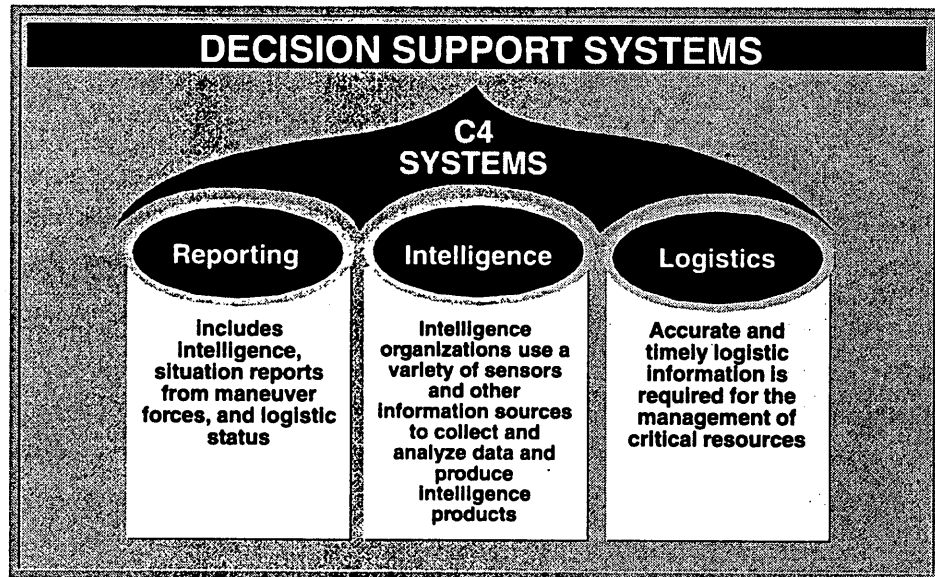 DECISION SUPPORT SYSTEMS
C4
SYSTEMS
Reporting
includes
intelligence,
situation reports
from maneuver
forces, and logistic
status
Intelligence
Intelligence
organizations use a
variety of sensors
and other
information sources
to collect and
analyze data and
produce
intelligence
products
Logistics
Accurate and
timely logistic
information is
required for the
management of
critical resources